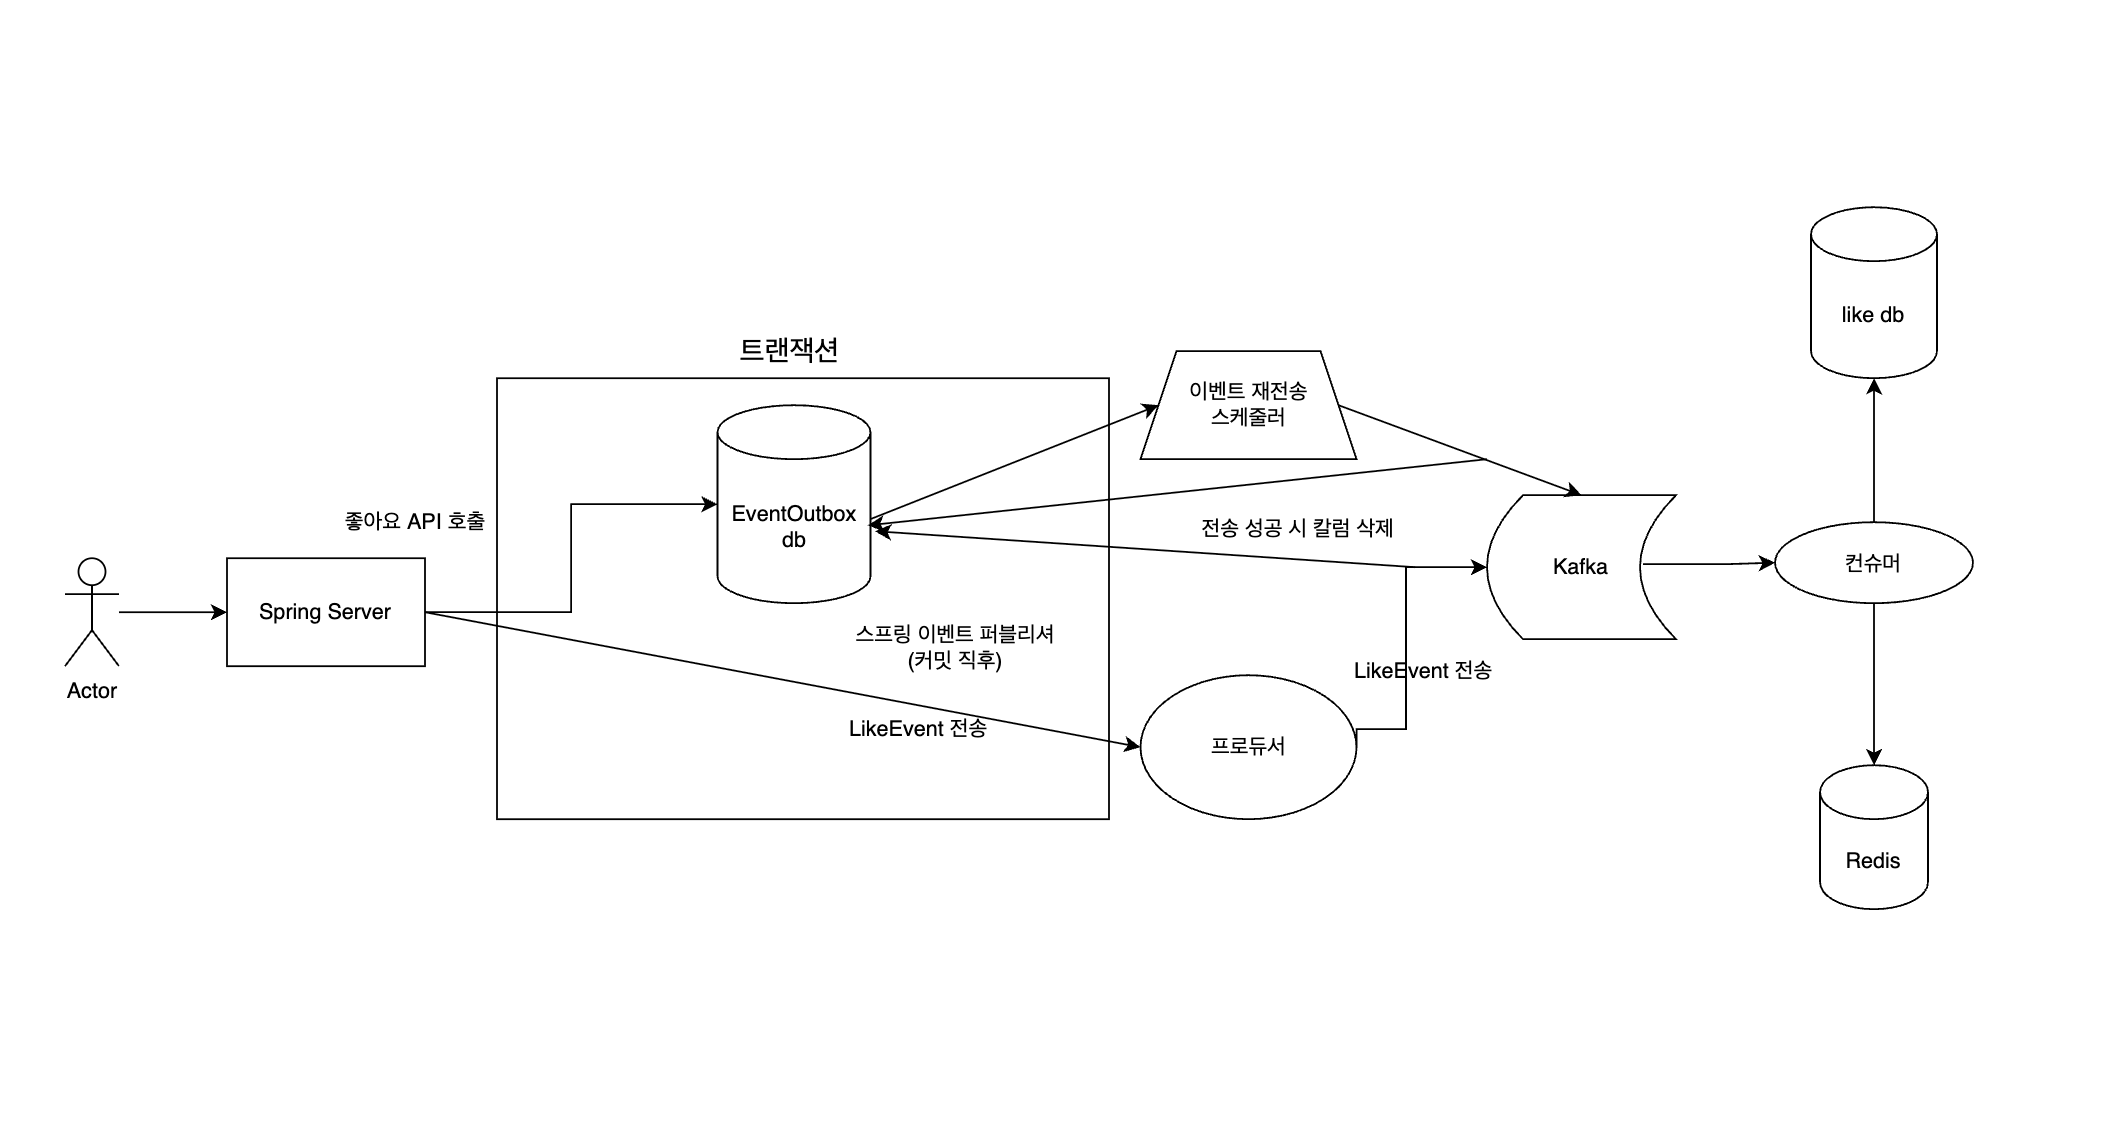 트랜잭션
좋아요 API 호출
Actor
Spring Server
EventOutbox
db
스프링 이벤트 퍼블리셔
(커밋 직후)
LikeEvent 전송
이벤트 재전송
스케줄러
전송 성공 시 칼럼 삭제
LikeEvent 전송
프로듀서
Kafka
컨슈머
like db
Redis